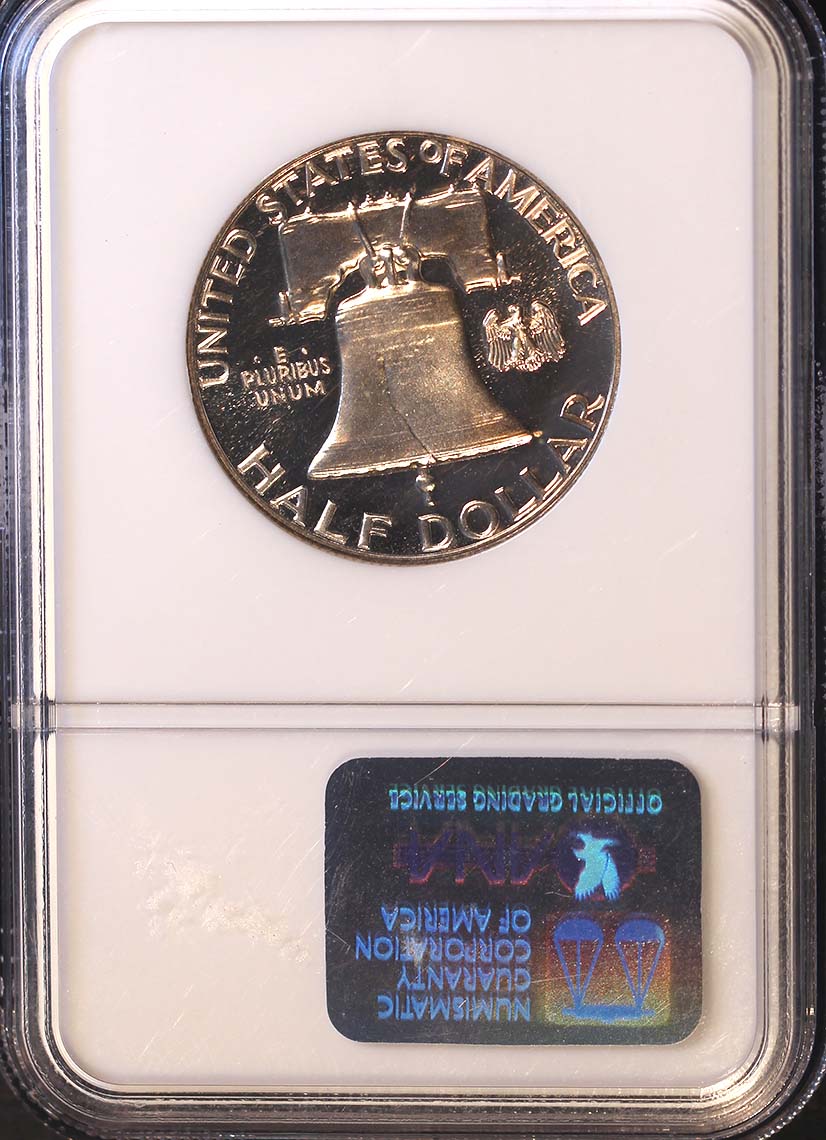 UNITED STATES OF AMERICA
· E ·
PLURIBUS
UNUM
HALF DOLLAR
OFFICIAL GRADING SERVICE
ANA
NUMISMATIC
GUARANTY
CORPORATION
OF AMERICA